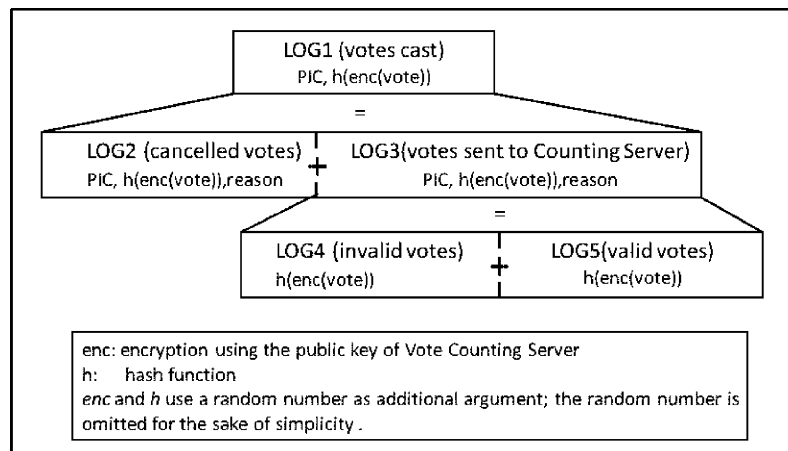 LOG1 (votes cast)
PIC, h(enc(vote))
=
LOG2 (cancelled votes) + LOG3(votes sent to Counting Server)
PIC, h(enc(vote)),reason PIC, h(enc(vote)),reason
=
LOG4 (invalid votes) + LOG5(valid votes)
h(enc(vote)) h(enc(vote))
enc: encryption using the public key of Vote Counting Server
h: hash function
enc and h use a random number as additional argument; the random number is
omitted for the sake of simplicity .